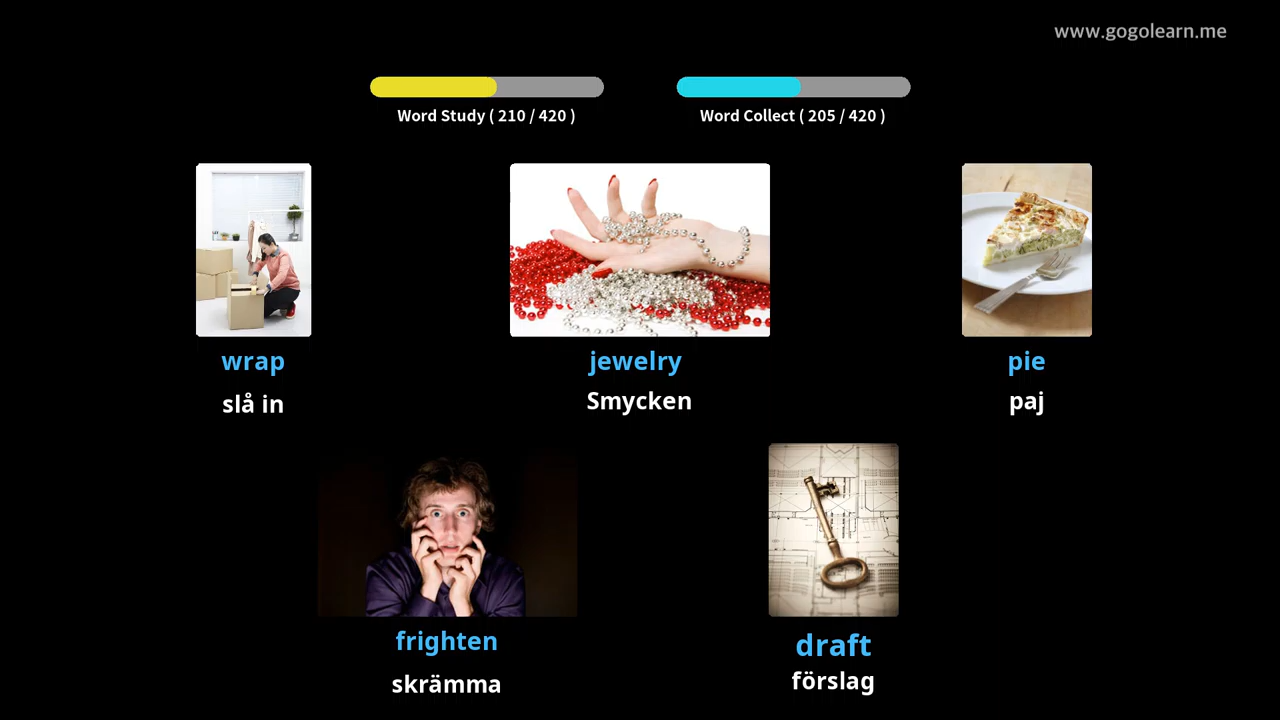 www.gogolearn.me
Word Study ( 210 / 420 )
Word Collect ( 205 / 420 )
wrap
slå in
jewelry
Smycken
pie
paj
frighten
skrämma
draft
förslag